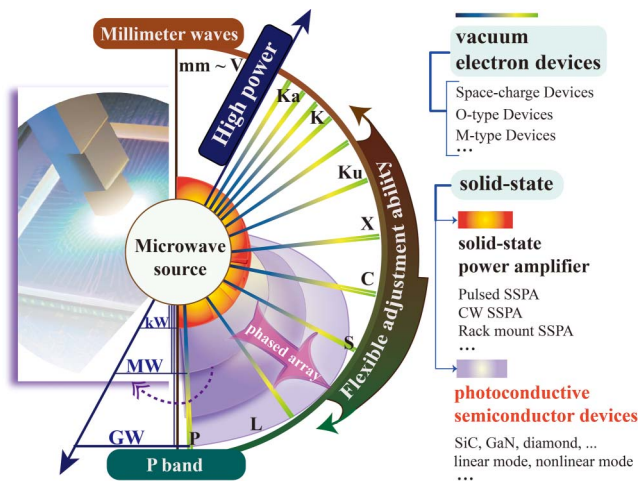 Millimeter waves
mm ~ V
High power
Ka
K
Ku
X
C
S
L
P
Flexible adjustment ability
Microwave
source
phased array
kW
MW
GW
P band
vacuum
electron devices
Space-charge Devices
O-type Devices
M-type Devices
...
solid-state
solid-state
power amplifier
Pulsed SSPA
CW SSPA
Rack mount SSPA
...
photoconductive
semiconductor devices
SiC, GaN, diamond, ...
linear mode, nonlinear mode
...